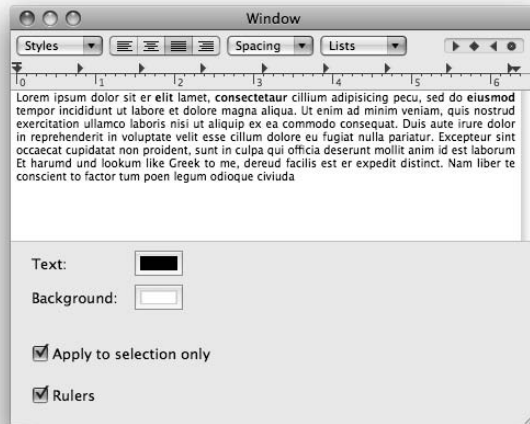 Window
Styles Spacing Lists
0 1 2 3 4 5 6
Lorem ipsum dolor sit er elit lamet, consectetaur cillium adipisicing pecu, sed do eiusmod
tempor incididunt ut labore et dolore magna aliqua. Ut enim ad minim veniam, quis nostrud
exercitation ullamco laboris nisi ut aliquip ex ea commodo consequat. Duis aute irure dolor
in reprehenderit in voluptate velit esse cillum dolore eu fugiat nulla pariatur. Excepteur sint
occaecat cupidatat non proident, sunt in culpa qui officia deserunt mollit anim id est laborum
Et harumd und lookum like Greek to me, dereud facilis est er expedit distinct. Nam liber te
conscient to factor tum poen legum odioque civiuda
Text:
Background:
Apply to selection only
Rulers